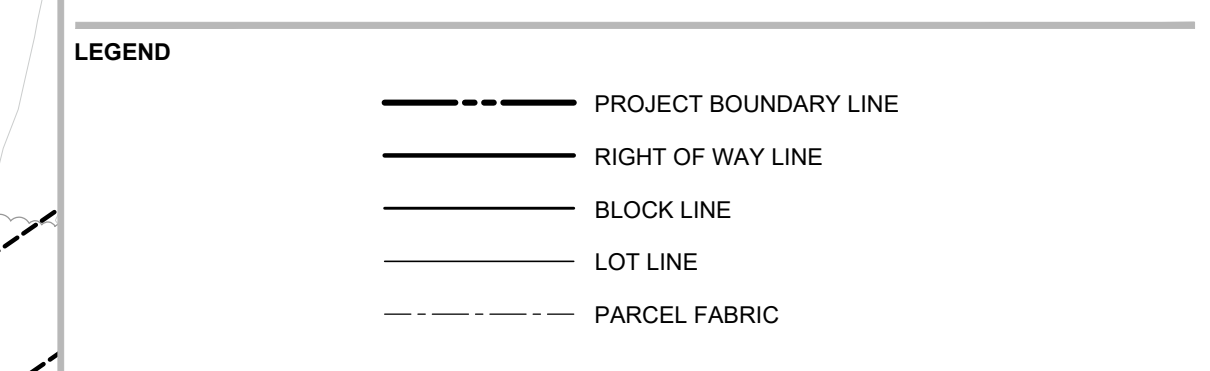 LEGEND
PROJECT BOUNDARY LINE
RIGHT OF WAY LINE
BLOCK LINE
LOT LINE
PARCEL FABRIC